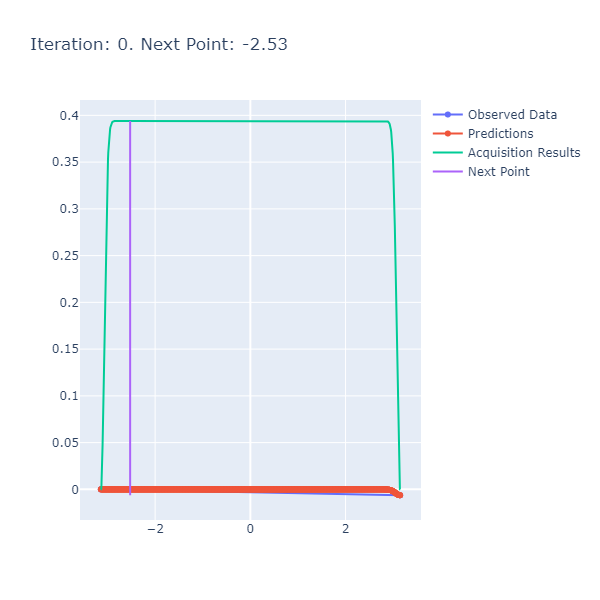 Iteration: 0. Next Point: -2.53
Observed Data
Predictions
Acquisition Results
Next Point
0.4
0.35
0.3
0.25
0.2
0.15
0.1
0.05
0
−2
0
2